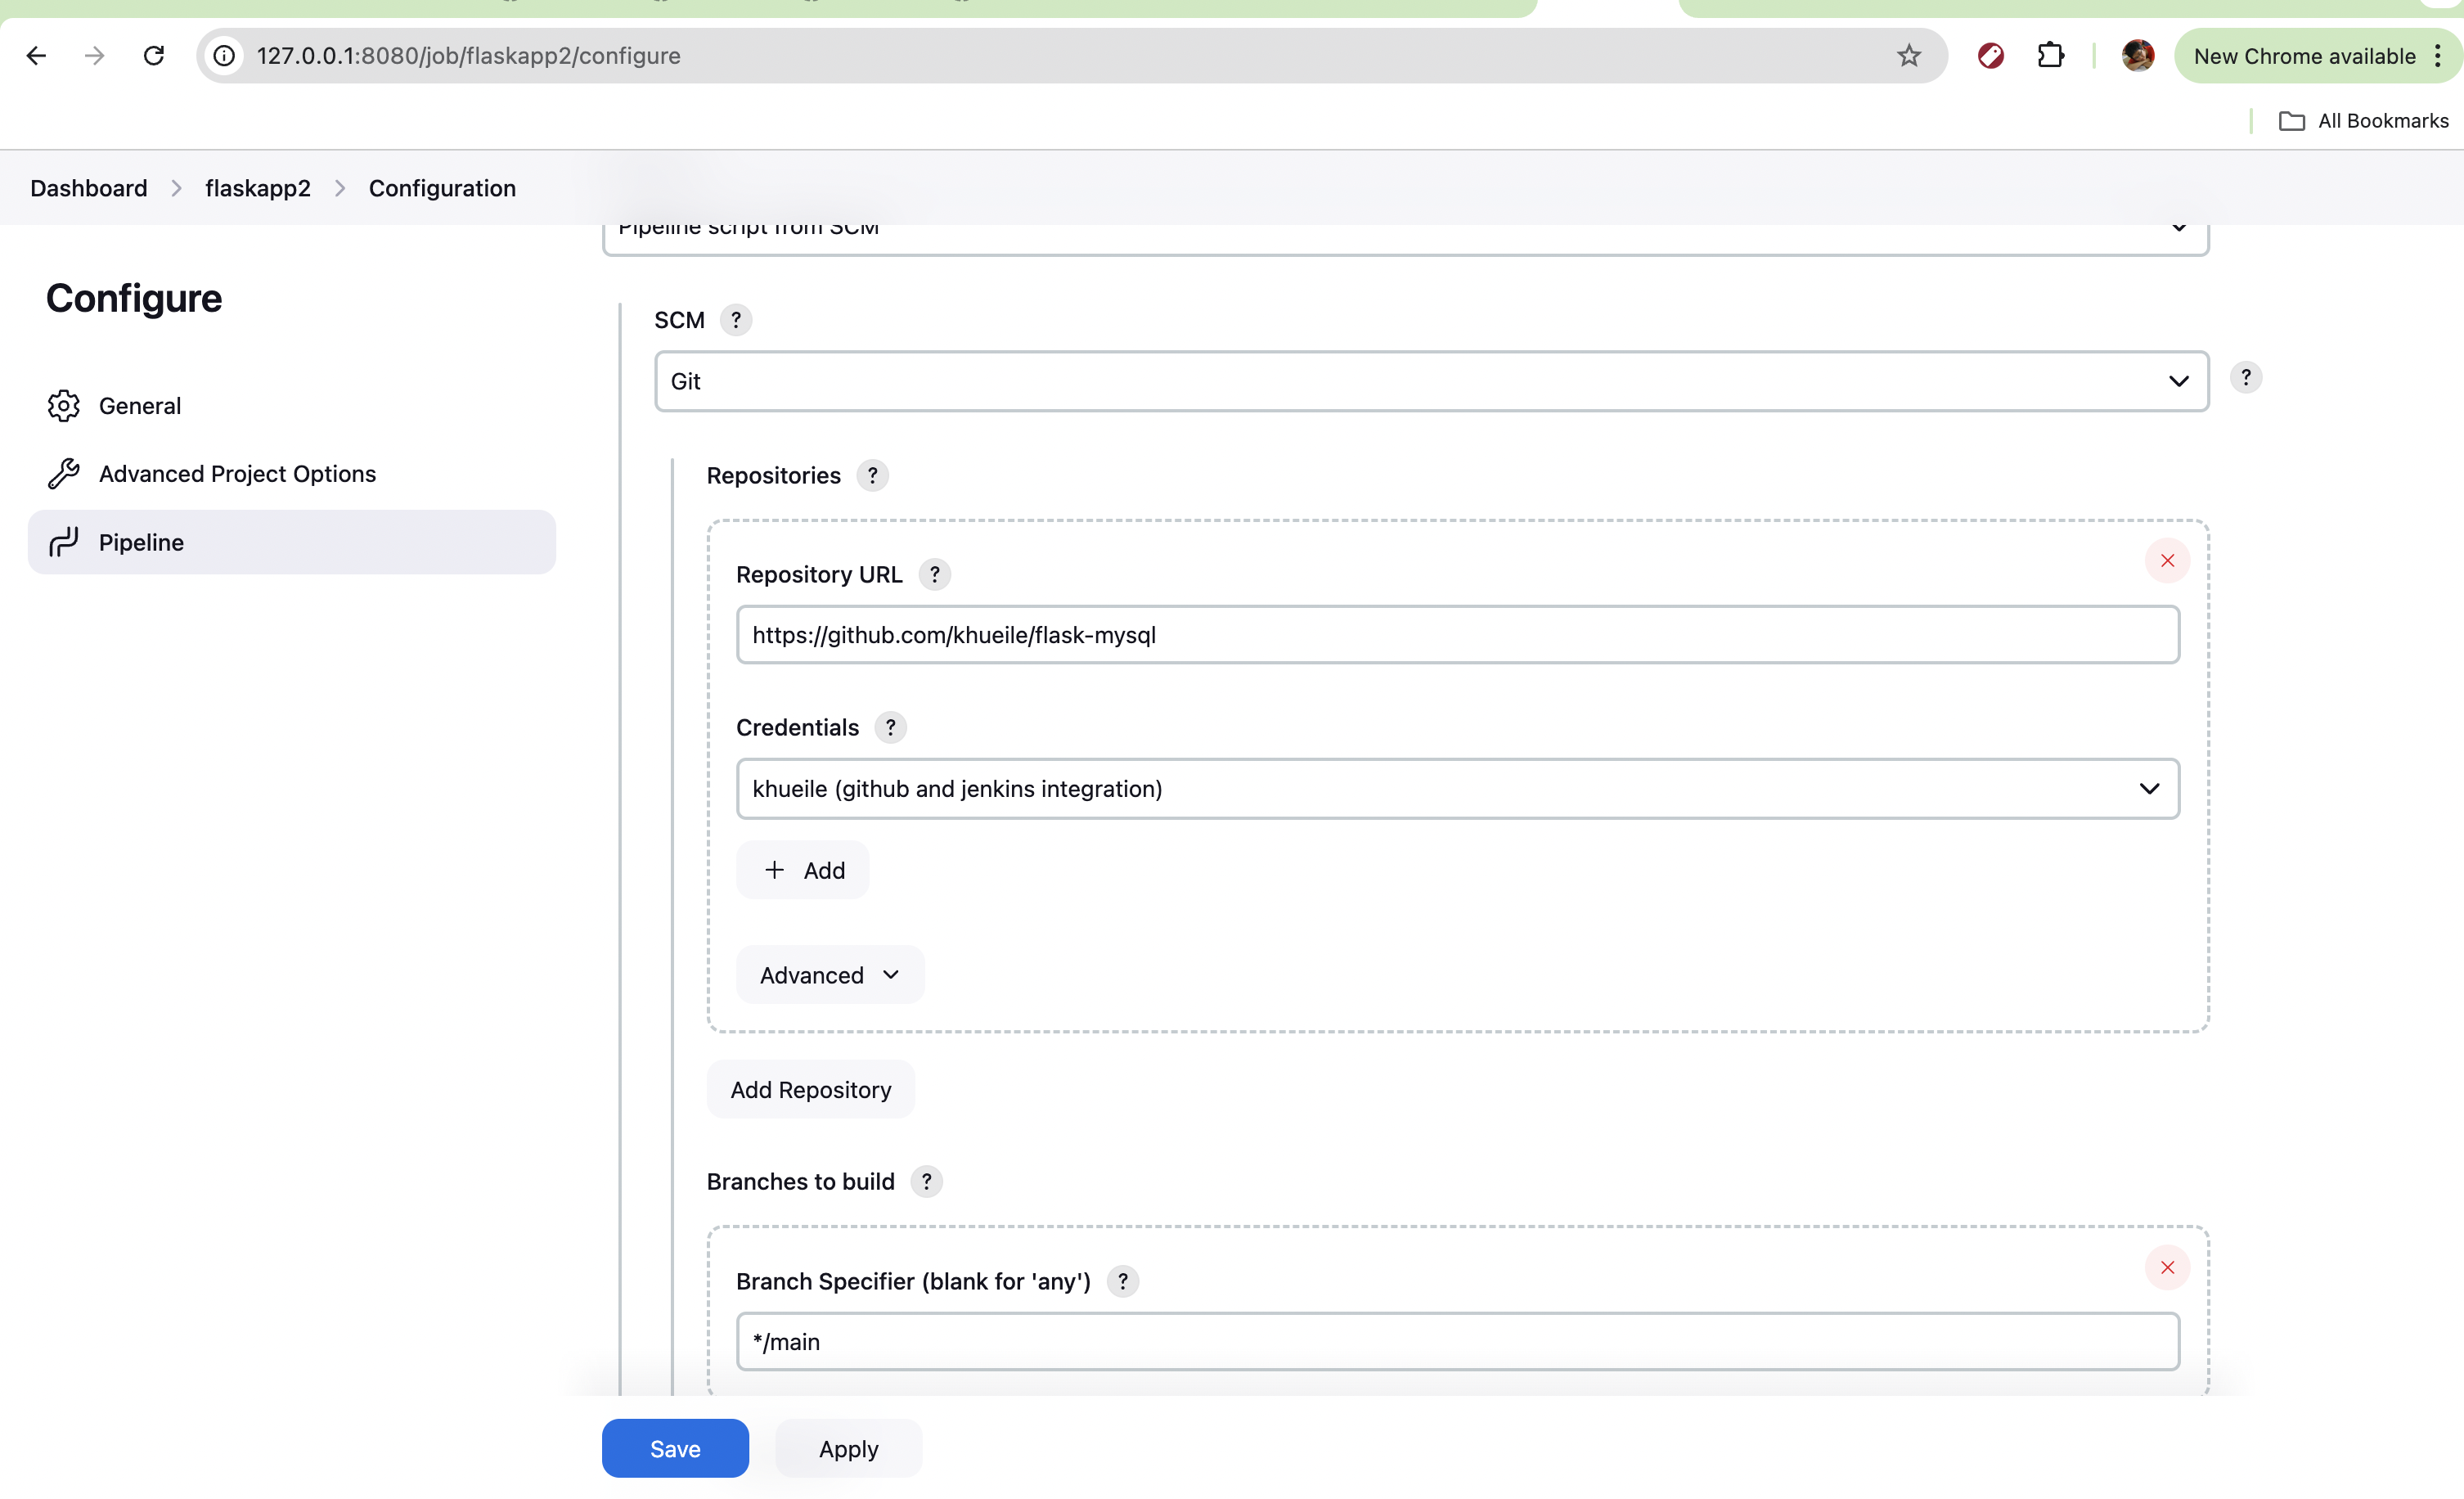 127.0.0.1:8080/job/flaskapp2/configure
New Chrome available
All Bookmarks
Dashboard > flaskapp2 > Configuration
Pipeline script from SCM
Configure
SCM ?
Git
?
General
Repositories ?
Advanced Project Options
Pipeline
Repository URL ?
https://github.com/khueile/flask-mysql
Credentials ?
khueile (github and jenkins integration)
+ Add
Advanced
Add Repository
Branches to build ?
Branch Specifier (blank for 'any') ?
*/main
Save
Apply